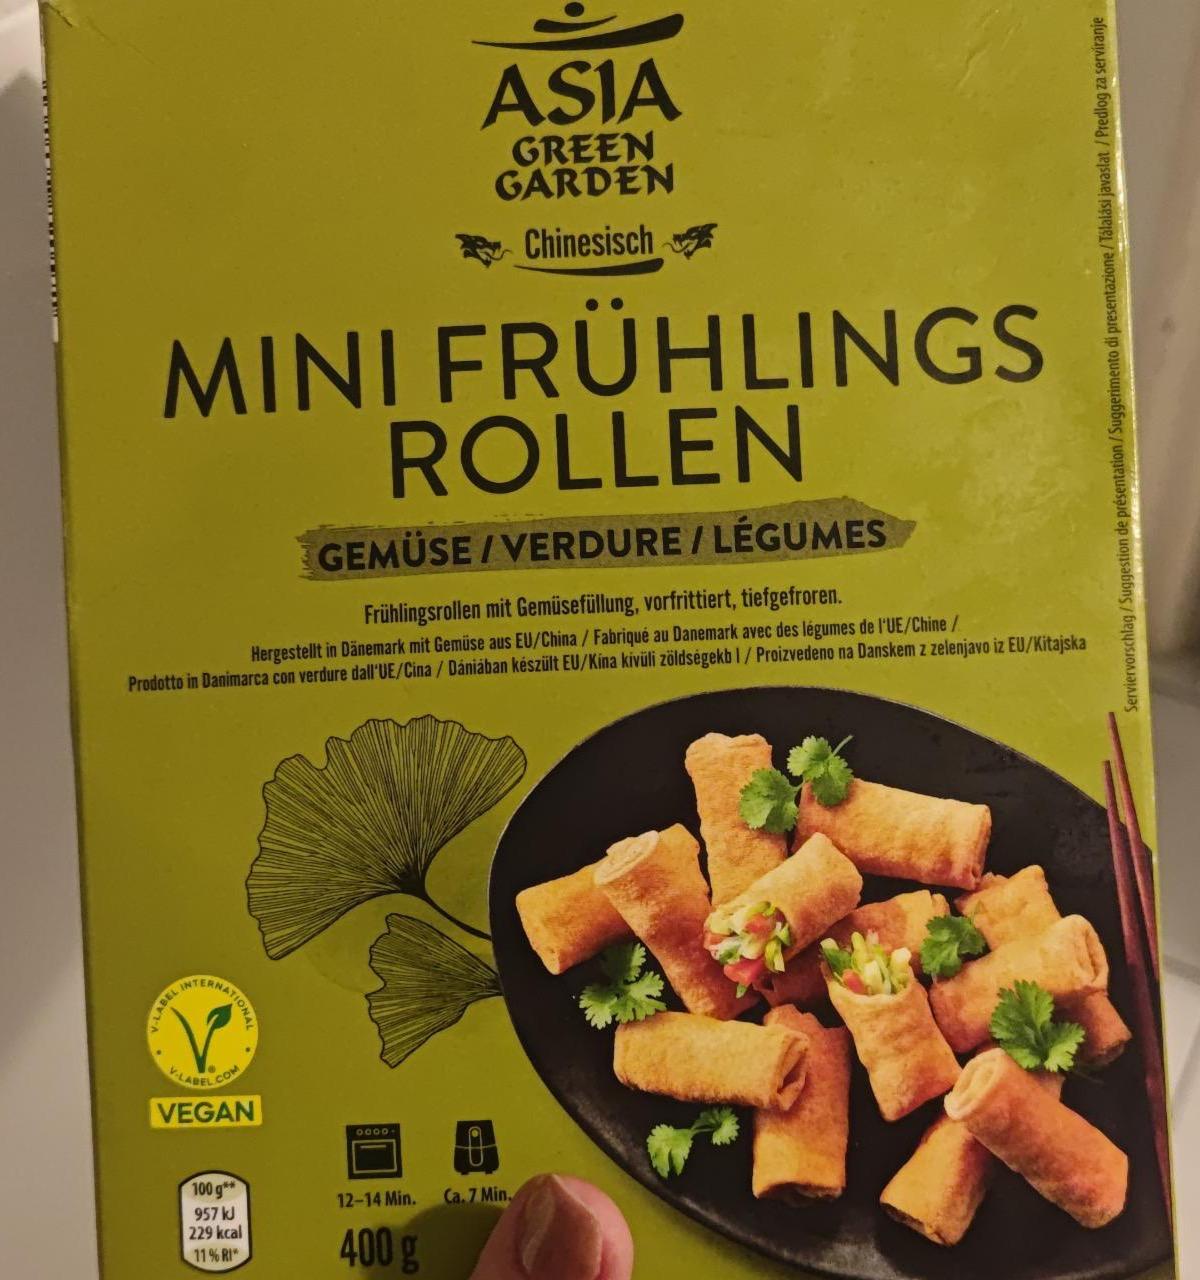 ASIA
GREEN
GARDEN
Chinesisch
MINI FRÜHLINGS
ROLLEN
GEMÜSE / VERDURE / LÉGUMES
Frühlingsrollen mit Gemüsefüllung, vorfrittiert, tiefgefroren.
Hergestellt in Dänemark mit Gemüse aus EU/China / Fabriqué au Danemark avec des légumes de l'UE/Chine /
Prodotto in Danimarca con verdure dall'UE/Cina / Dániában készült EU/Kína kívüli zöldségekb l / Proizvedeno na Danskem z zelenjavo iz EU/Kitajska
Serviervorschlag / Suggestion de présentation / Suggerimento di presentazione / Tálalási javaslat / Predlog za serviranje
V-LABEL INTERNATIONAL
V-LABEL.COM
VEGAN
12–14 Min.
Ca. 7 Min.
100 g**
957 kJ
229 kcal
11% RI*
400 g